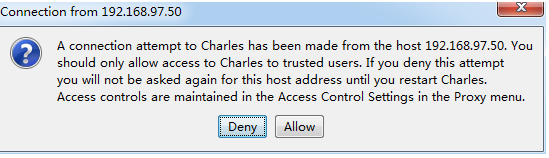 Connection from 192.168.97.50
A connection attempt to Charles has been made from the host 192.168.97.50. You
should only allow access to Charles to trusted users. If you deny this attempt
you will not be asked again for this host address until you restart Charles.
Access controls are maintained in the Access Control Settings in the Proxy menu.
Deny Allow